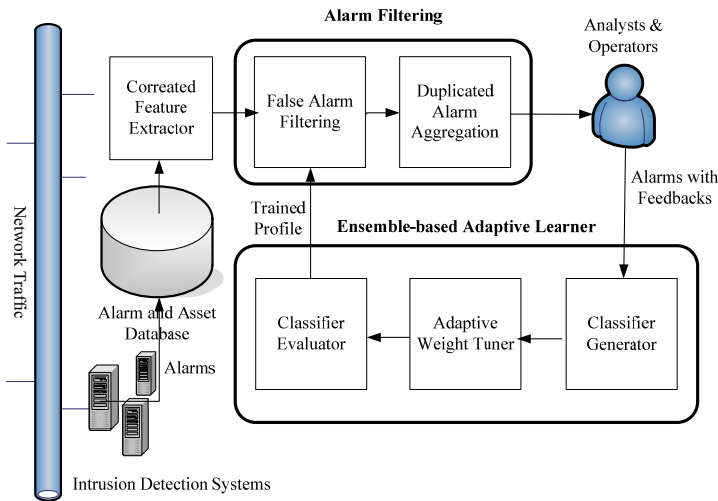 Alarm Filtering
Analysts &
Operators
Correated
Feature
Extractor
False Alarm
Filtering
Duplicated
Alarm
Aggregation
Network Traffic
Trained
Profile
Alarms with
Feedbacks
Ensemble-based Adaptive Learner
Alarm and Asset
Database
Classifier
Evaluator
Adaptive
Weight Tuner
Classifier
Generator
Alarms
Intrusion Detection Systems